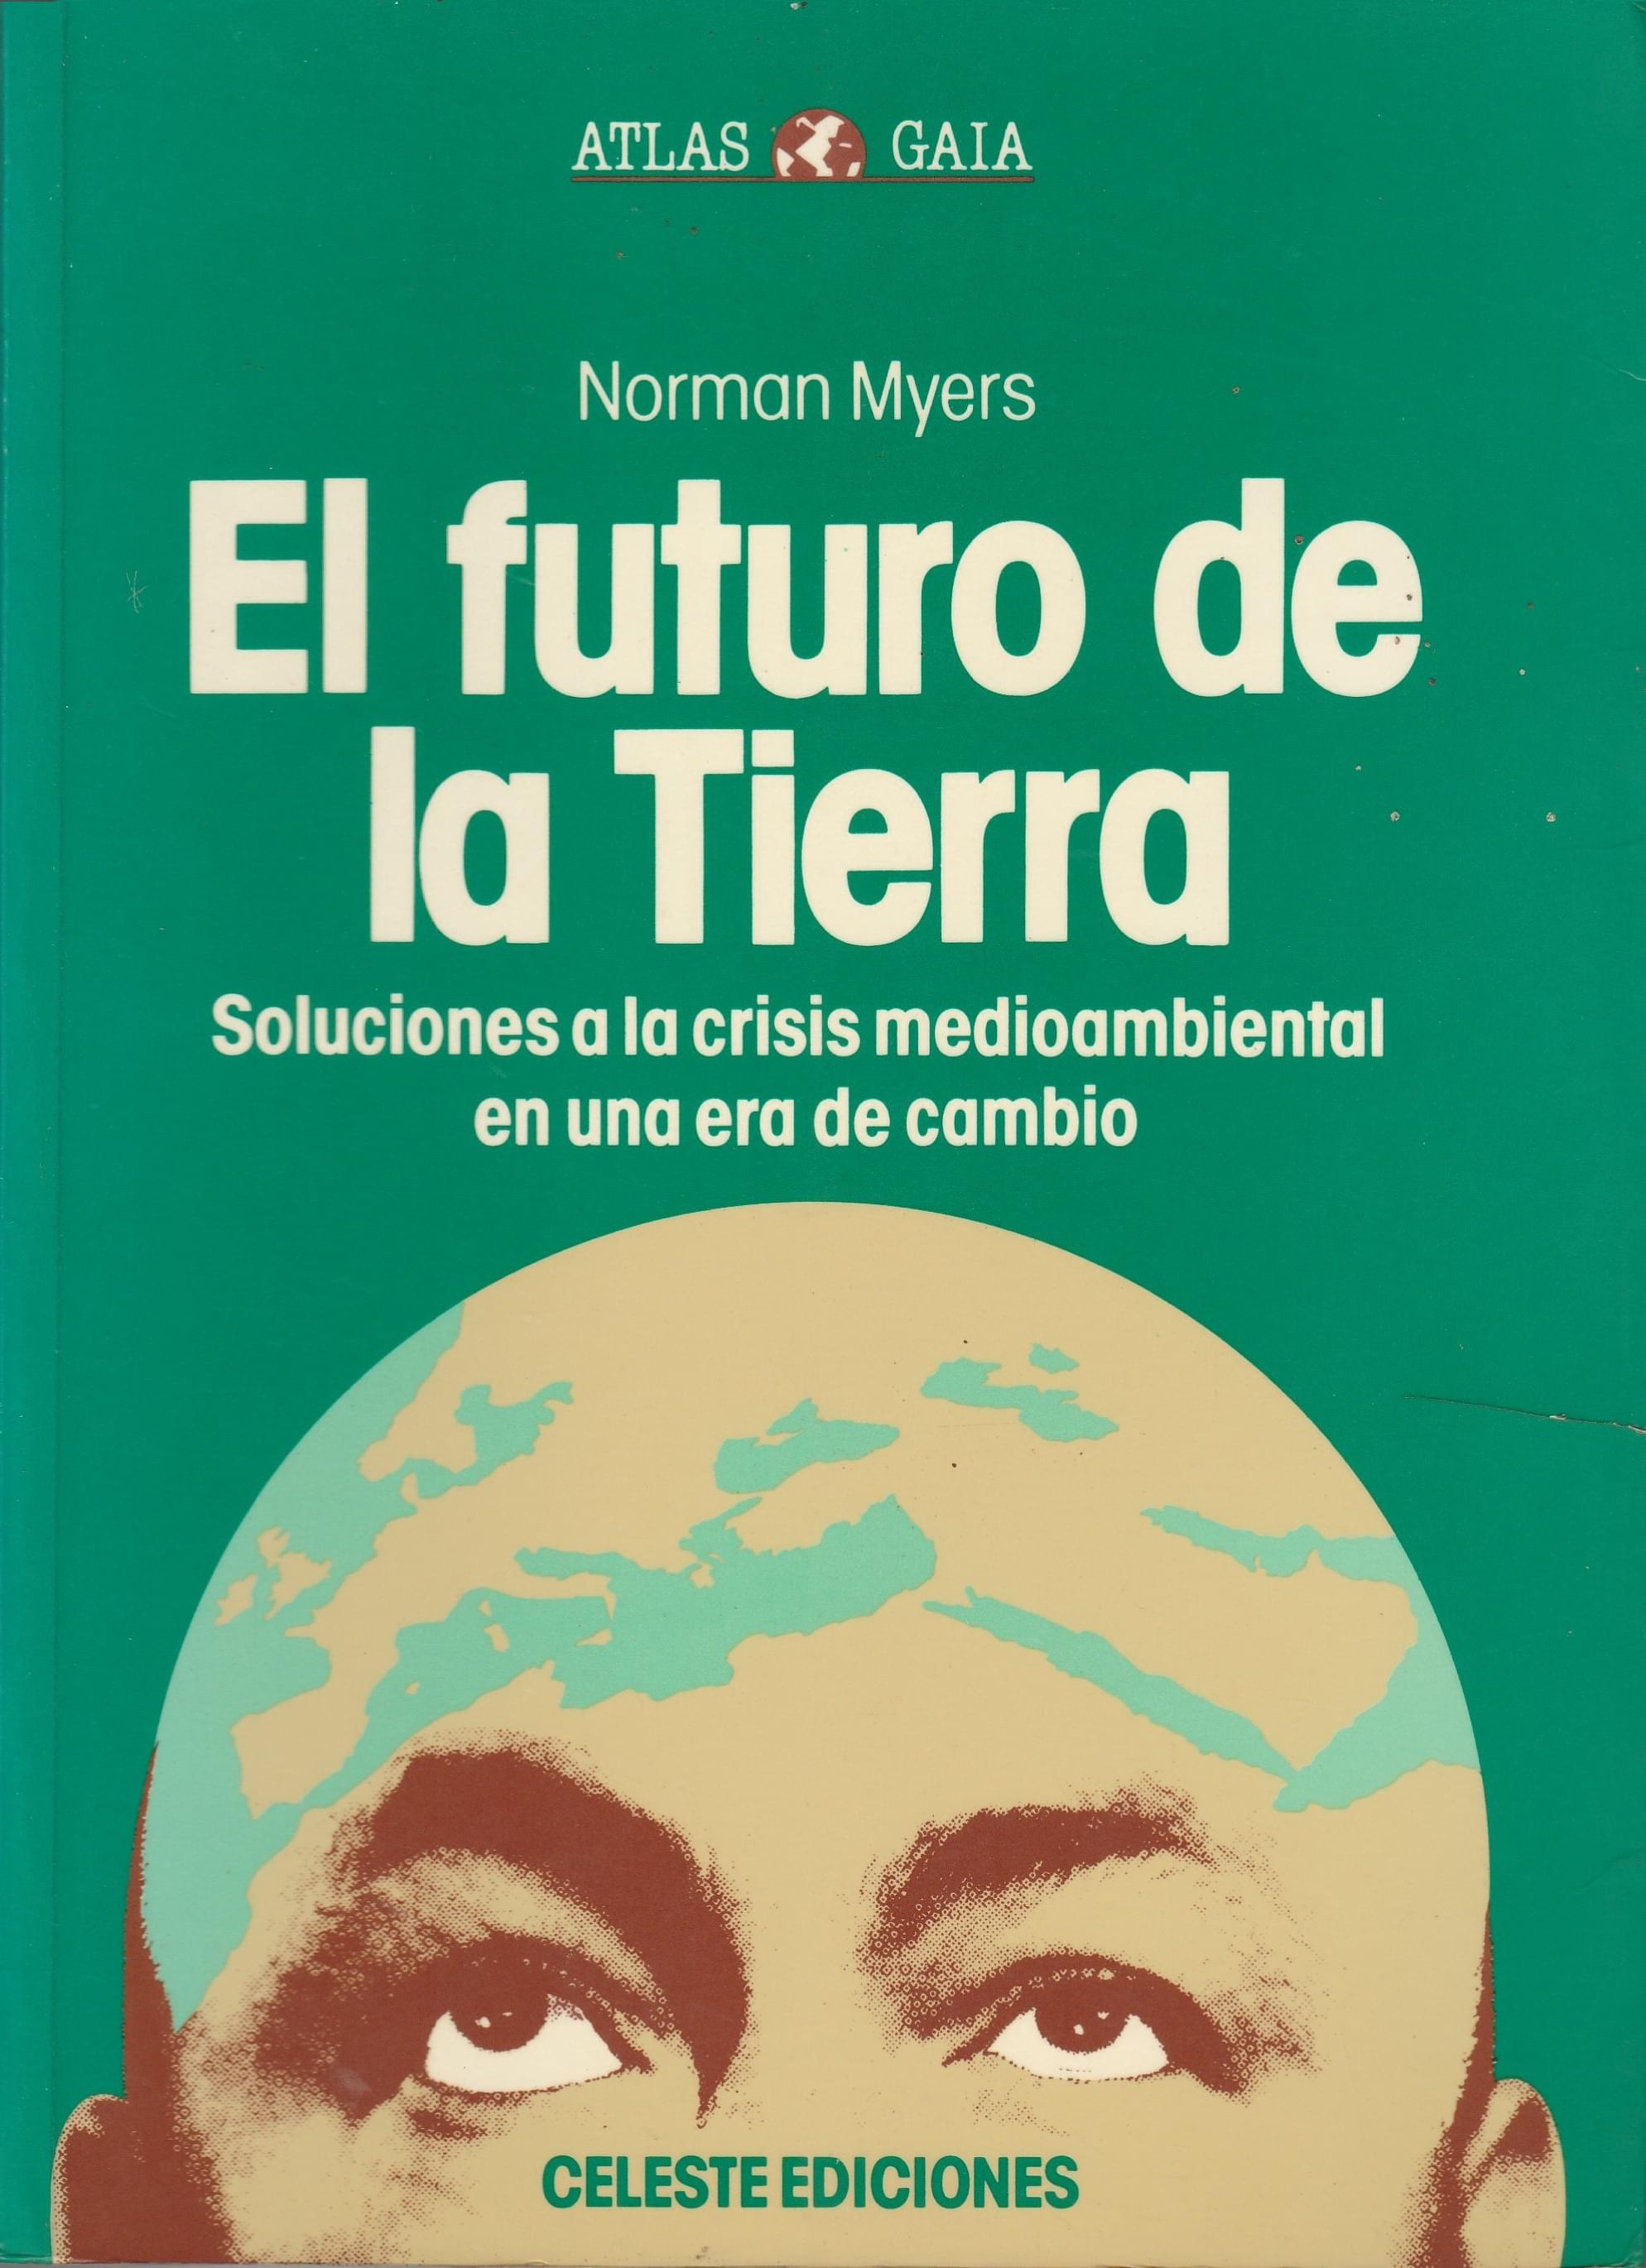 ATLAS GAIA
Norman Myers
El futuro de
la Tierra
Soluciones a la crisis medioambiental
en una era de cambio
CELESTE EDICIONES